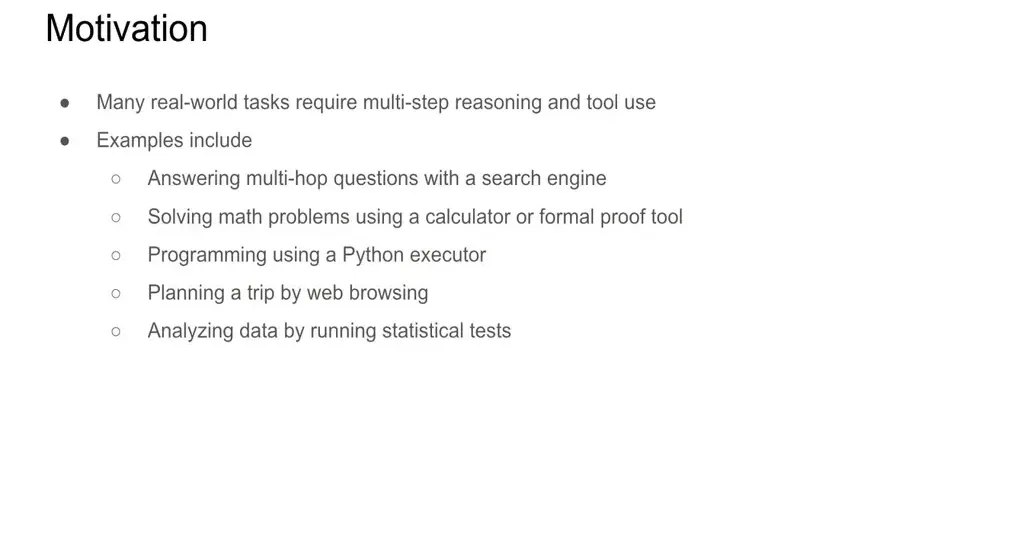 Motivation
● Many real-world tasks require multi-step reasoning and tool use
● Examples include
○ Answering multi-hop questions with a search engine
○ Solving math problems using a calculator or formal proof tool
○ Programming using a Python executor
○ Planning a trip by web browsing
○ Analyzing data by running statistical tests